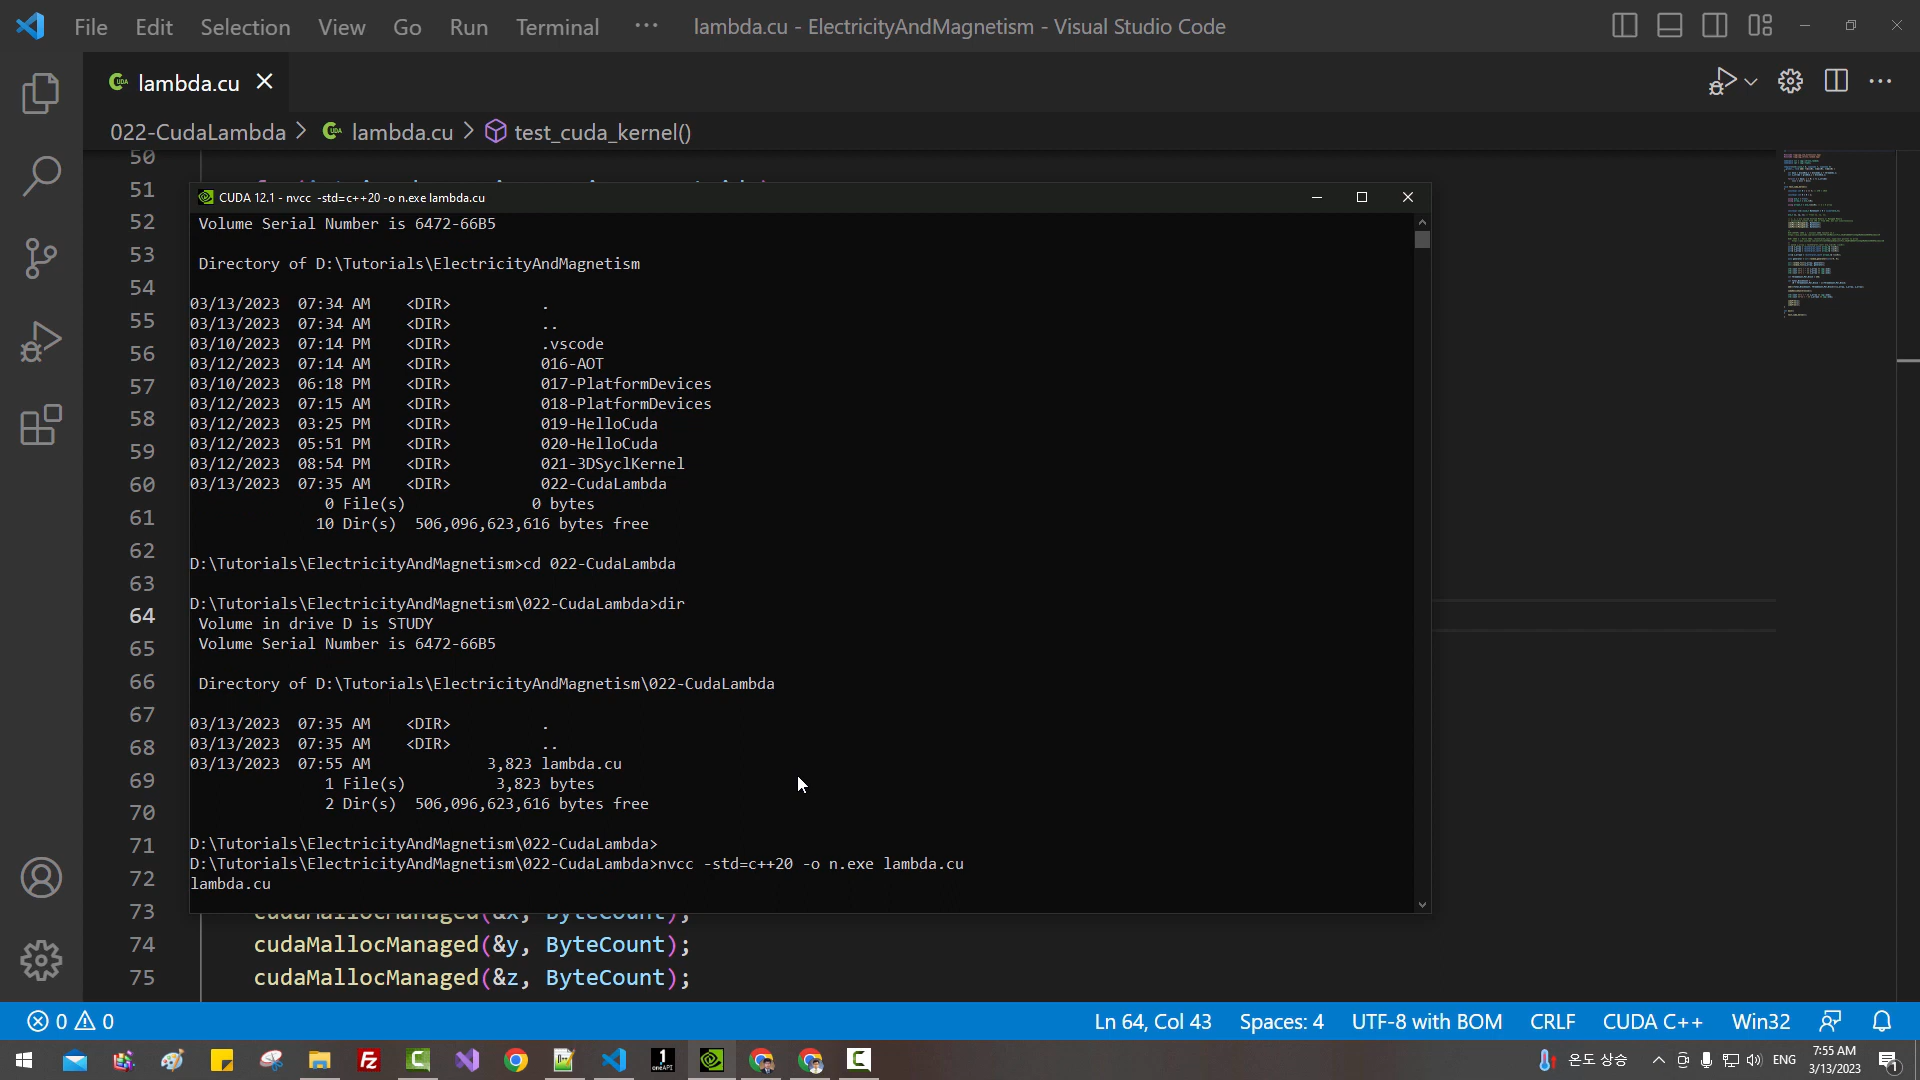 File Edit Selection View Go Run Terminal ··· lambda.cu - ElectricityAndMagnetism - Visual Studio Code
lambda.cu
022-CudaLambda > lambda.cu > test_cuda_kernel()
50
51
52
53
54
55
56
57
58
59
60
61
62
63
64
65
66
67
68
69
70
71
72
73
74
75
CUDA 12.1 - nvcc -std=c++20 -o n.exe lambda.cu
Volume Serial Number is 6472-66B5
Directory of D:\Tutorials\ElectricityAndMagnetism
03/13/2023 07:34 AM <DIR> .
03/13/2023 07:34 AM <DIR> ..
03/10/2023 07:14 PM <DIR> .vscode
03/12/2023 07:14 AM <DIR> 016-AOT
03/10/2023 06:18 PM <DIR> 017-PlatformDevices
03/12/2023 07:15 AM <DIR> 018-PlatformDevices
03/12/2023 03:25 PM <DIR> 019-HelloCuda
03/12/2023 05:51 PM <DIR> 020-HelloCuda
03/12/2023 08:54 PM <DIR> 021-3DSyclKernel
03/13/2023 07:35 AM <DIR> 022-CudaLambda
0 File(s) 0 bytes
10 Dir(s) 506,096,623,616 bytes free
D:\Tutorials\ElectricityAndMagnetism>cd 022-CudaLambda
D:\Tutorials\ElectricityAndMagnetism\022-CudaLambda>dir
Volume in drive D is STUDY
Volume Serial Number is 6472-66B5
Directory of D:\Tutorials\ElectricityAndMagnetism\022-CudaLambda
03/13/2023 07:35 AM <DIR> .
03/13/2023 07:35 AM <DIR> ..
03/13/2023 07:55 AM 3,823 lambda.cu
1 File(s) 3,823 bytes
2 Dir(s) 506,096,623,616 bytes free
D:\Tutorials\ElectricityAndMagnetism\022-CudaLambda>
D:\Tutorials\ElectricityAndMagnetism\022-CudaLambda>nvcc -std=c++20 -o n.exe lambda.cu
lambda.cu
cudaMallocManaged(&x, ByteCount);
cudaMallocManaged(&y, ByteCount);
cudaMallocManaged(&z, ByteCount);
0 0 Ln 64, Col 43 Spaces: 4 UTF-8 with BOM CRLF CUDA C++ Win32
온도 상승 ENG 7:55 AM
3/13/2023